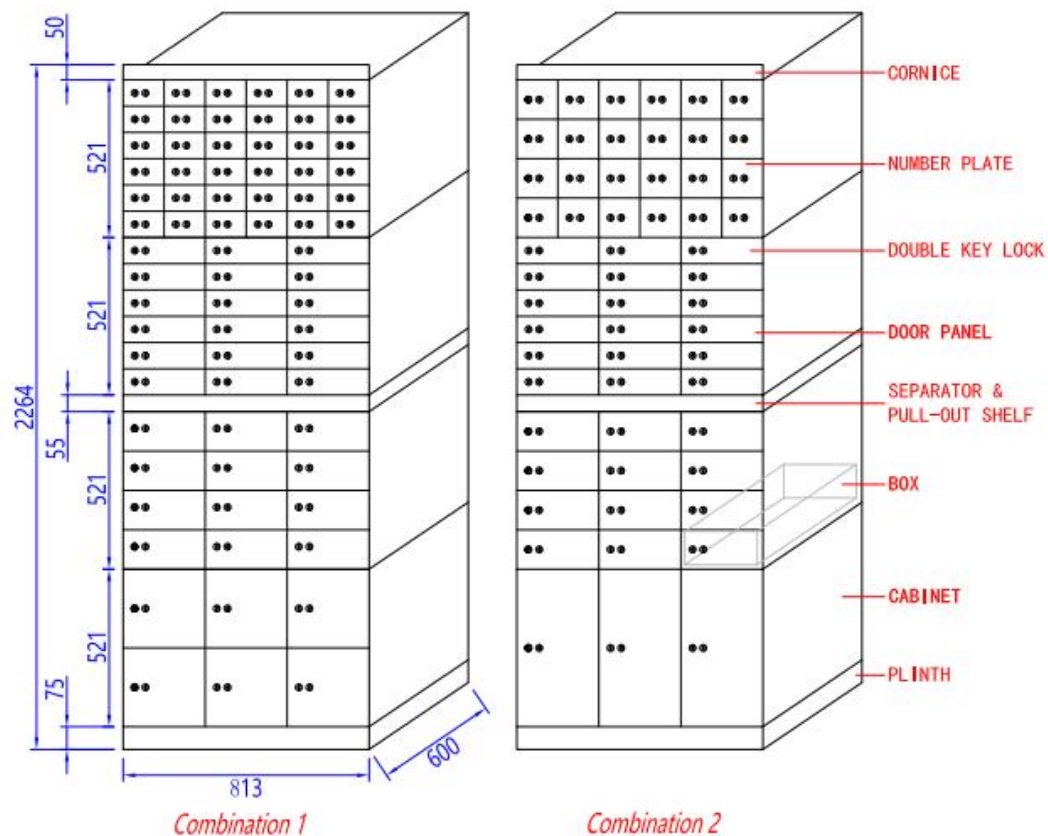 50
CORNICE
521
NUMBER PLATE
DOUBLE KEY LOCK
521
DOOR PANEL
2264
SEPARATOR &
PULL-OUT SHELF
55
521
BOX
CABINET
521
75
PLINTH
600
813
Combination 1
Combination 2